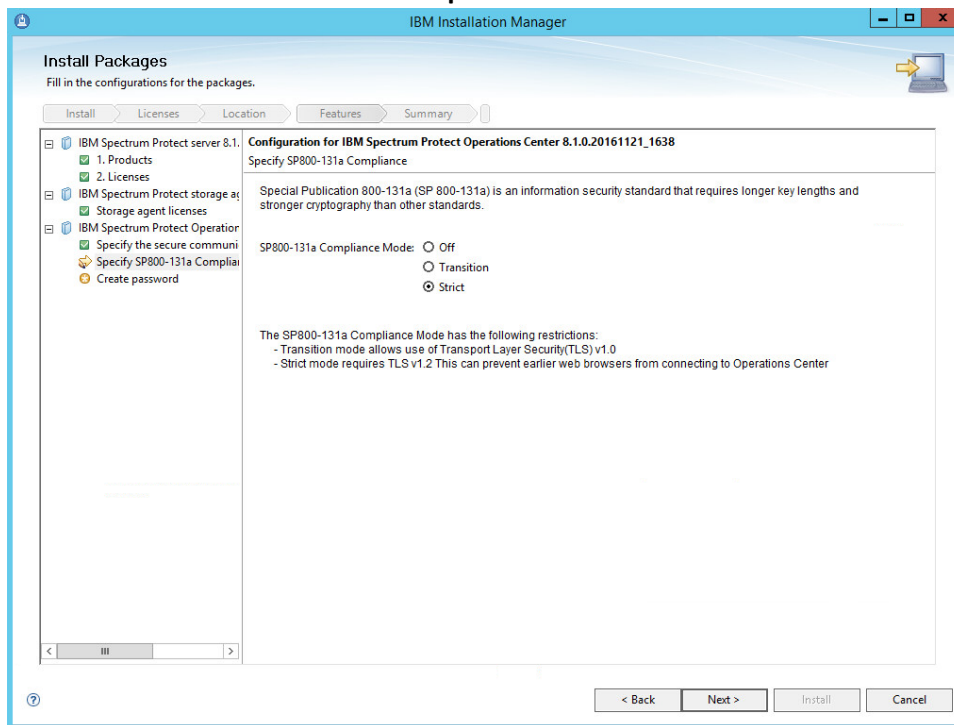 IBM Installation Manager
Install Packages
Fill in the configurations for the packages.
Install Licenses Location Features Summary
IBM Spectrum Protect server 8.1.
1. Products
2. Licenses
IBM Spectrum Protect storage ag
Storage agent licenses
IBM Spectrum Protect Operation
Specify the secure communi
Specify SP800-131a Complian
Create password
Configuration for IBM Spectrum Protect Operations Center 8.1.0.20161121_1638
Specify SP800-131a Compliance
Special Publication 800-131a (SP 800-131a) is an information security standard that requires longer key lengths and
stronger cryptography than other standards.
SP800-131a Compliance Mode: Off
Transition
Strict
The SP800-131a Compliance Mode has the following restrictions:
- Transition mode allows use of Transport Layer Security(TLS) v1.0
- Strict mode requires TLS v1.2 This can prevent earlier web browsers from connecting to Operations Center
< Back Next > Install Cancel